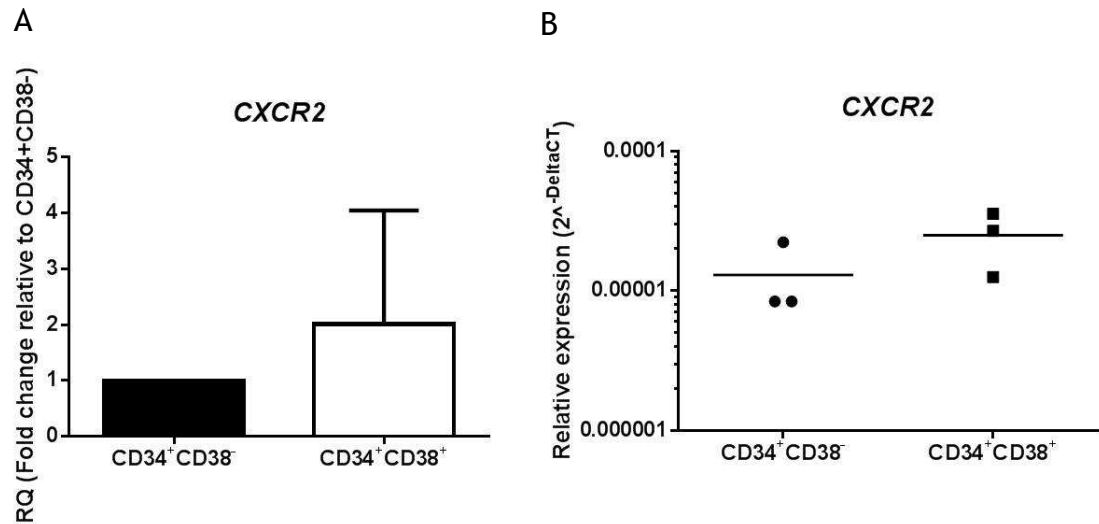 A
CXCR2
RQ (Fold change relative to CD34+CD38-)
5
4
3
2
1
0
CD34⁺CD38⁻
CD34⁺CD38⁺
B
CXCR2
Relative expression (2^-DeltaCT)
0.0001
0.00001
0.000001
CD34⁺CD38⁻
CD34⁺CD38⁺